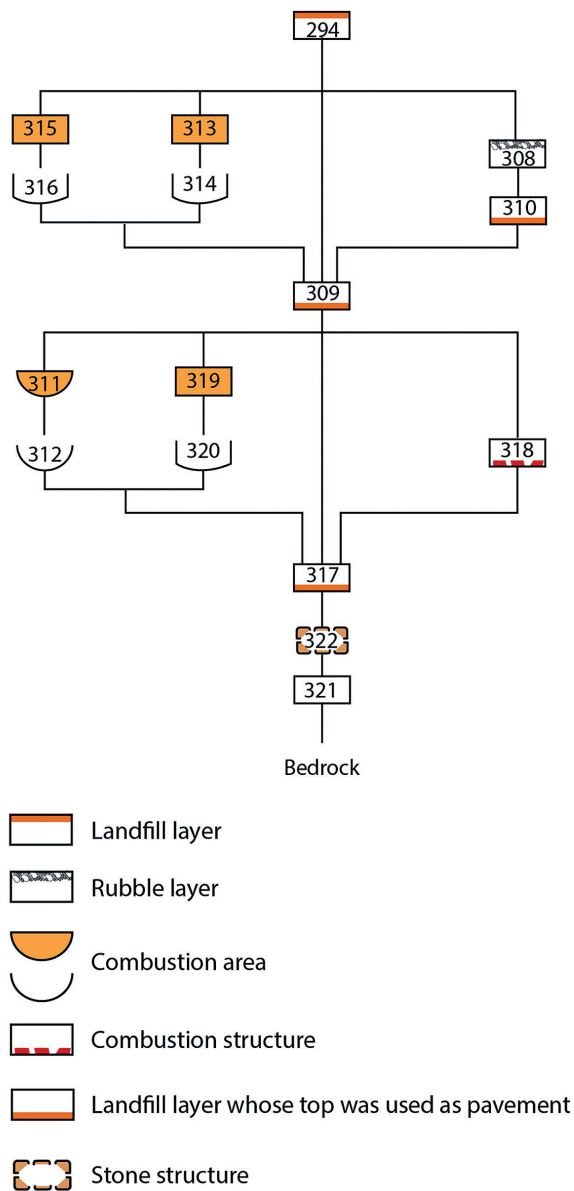 294
315
313
308
316
314
310
309
311
319
312
320
318
317
322
321
Bedrock
Landfill layer
Rubble layer
Combustion area
Combustion structure
Landfill layer whose top was used as pavement
Stone structure